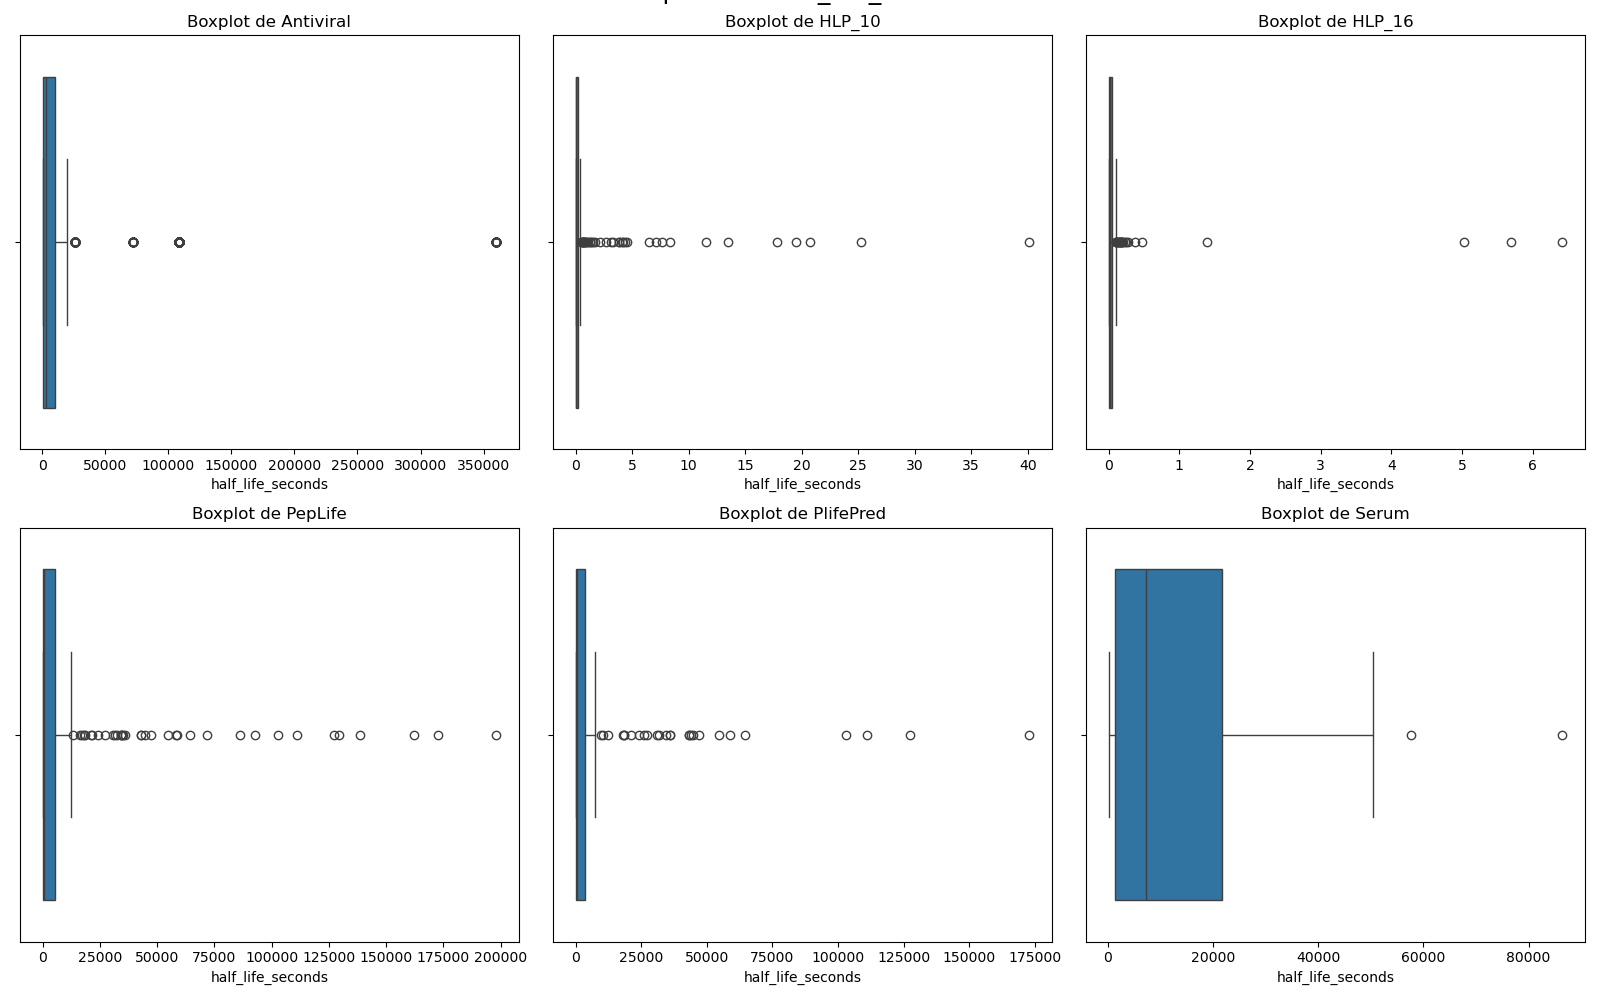 Boxplot de Antiviral
Boxplot de HLP_10
Boxplot de HLP_16
0 50000 100000 150000 200000 250000 300000 350000
half_life_seconds
0 5 10 15 20 25 30 35 40
half_life_seconds
0 1 2 3 4 5 6
half_life_seconds
Boxplot de PepLife
Boxplot de PlifePred
Boxplot de Serum
0 25000 50000 75000 100000 125000 150000 175000 200000
half_life_seconds
0 25000 50000 75000 100000 125000 150000 175000
half_life_seconds
0 20000 40000 60000 80000
half_life_seconds